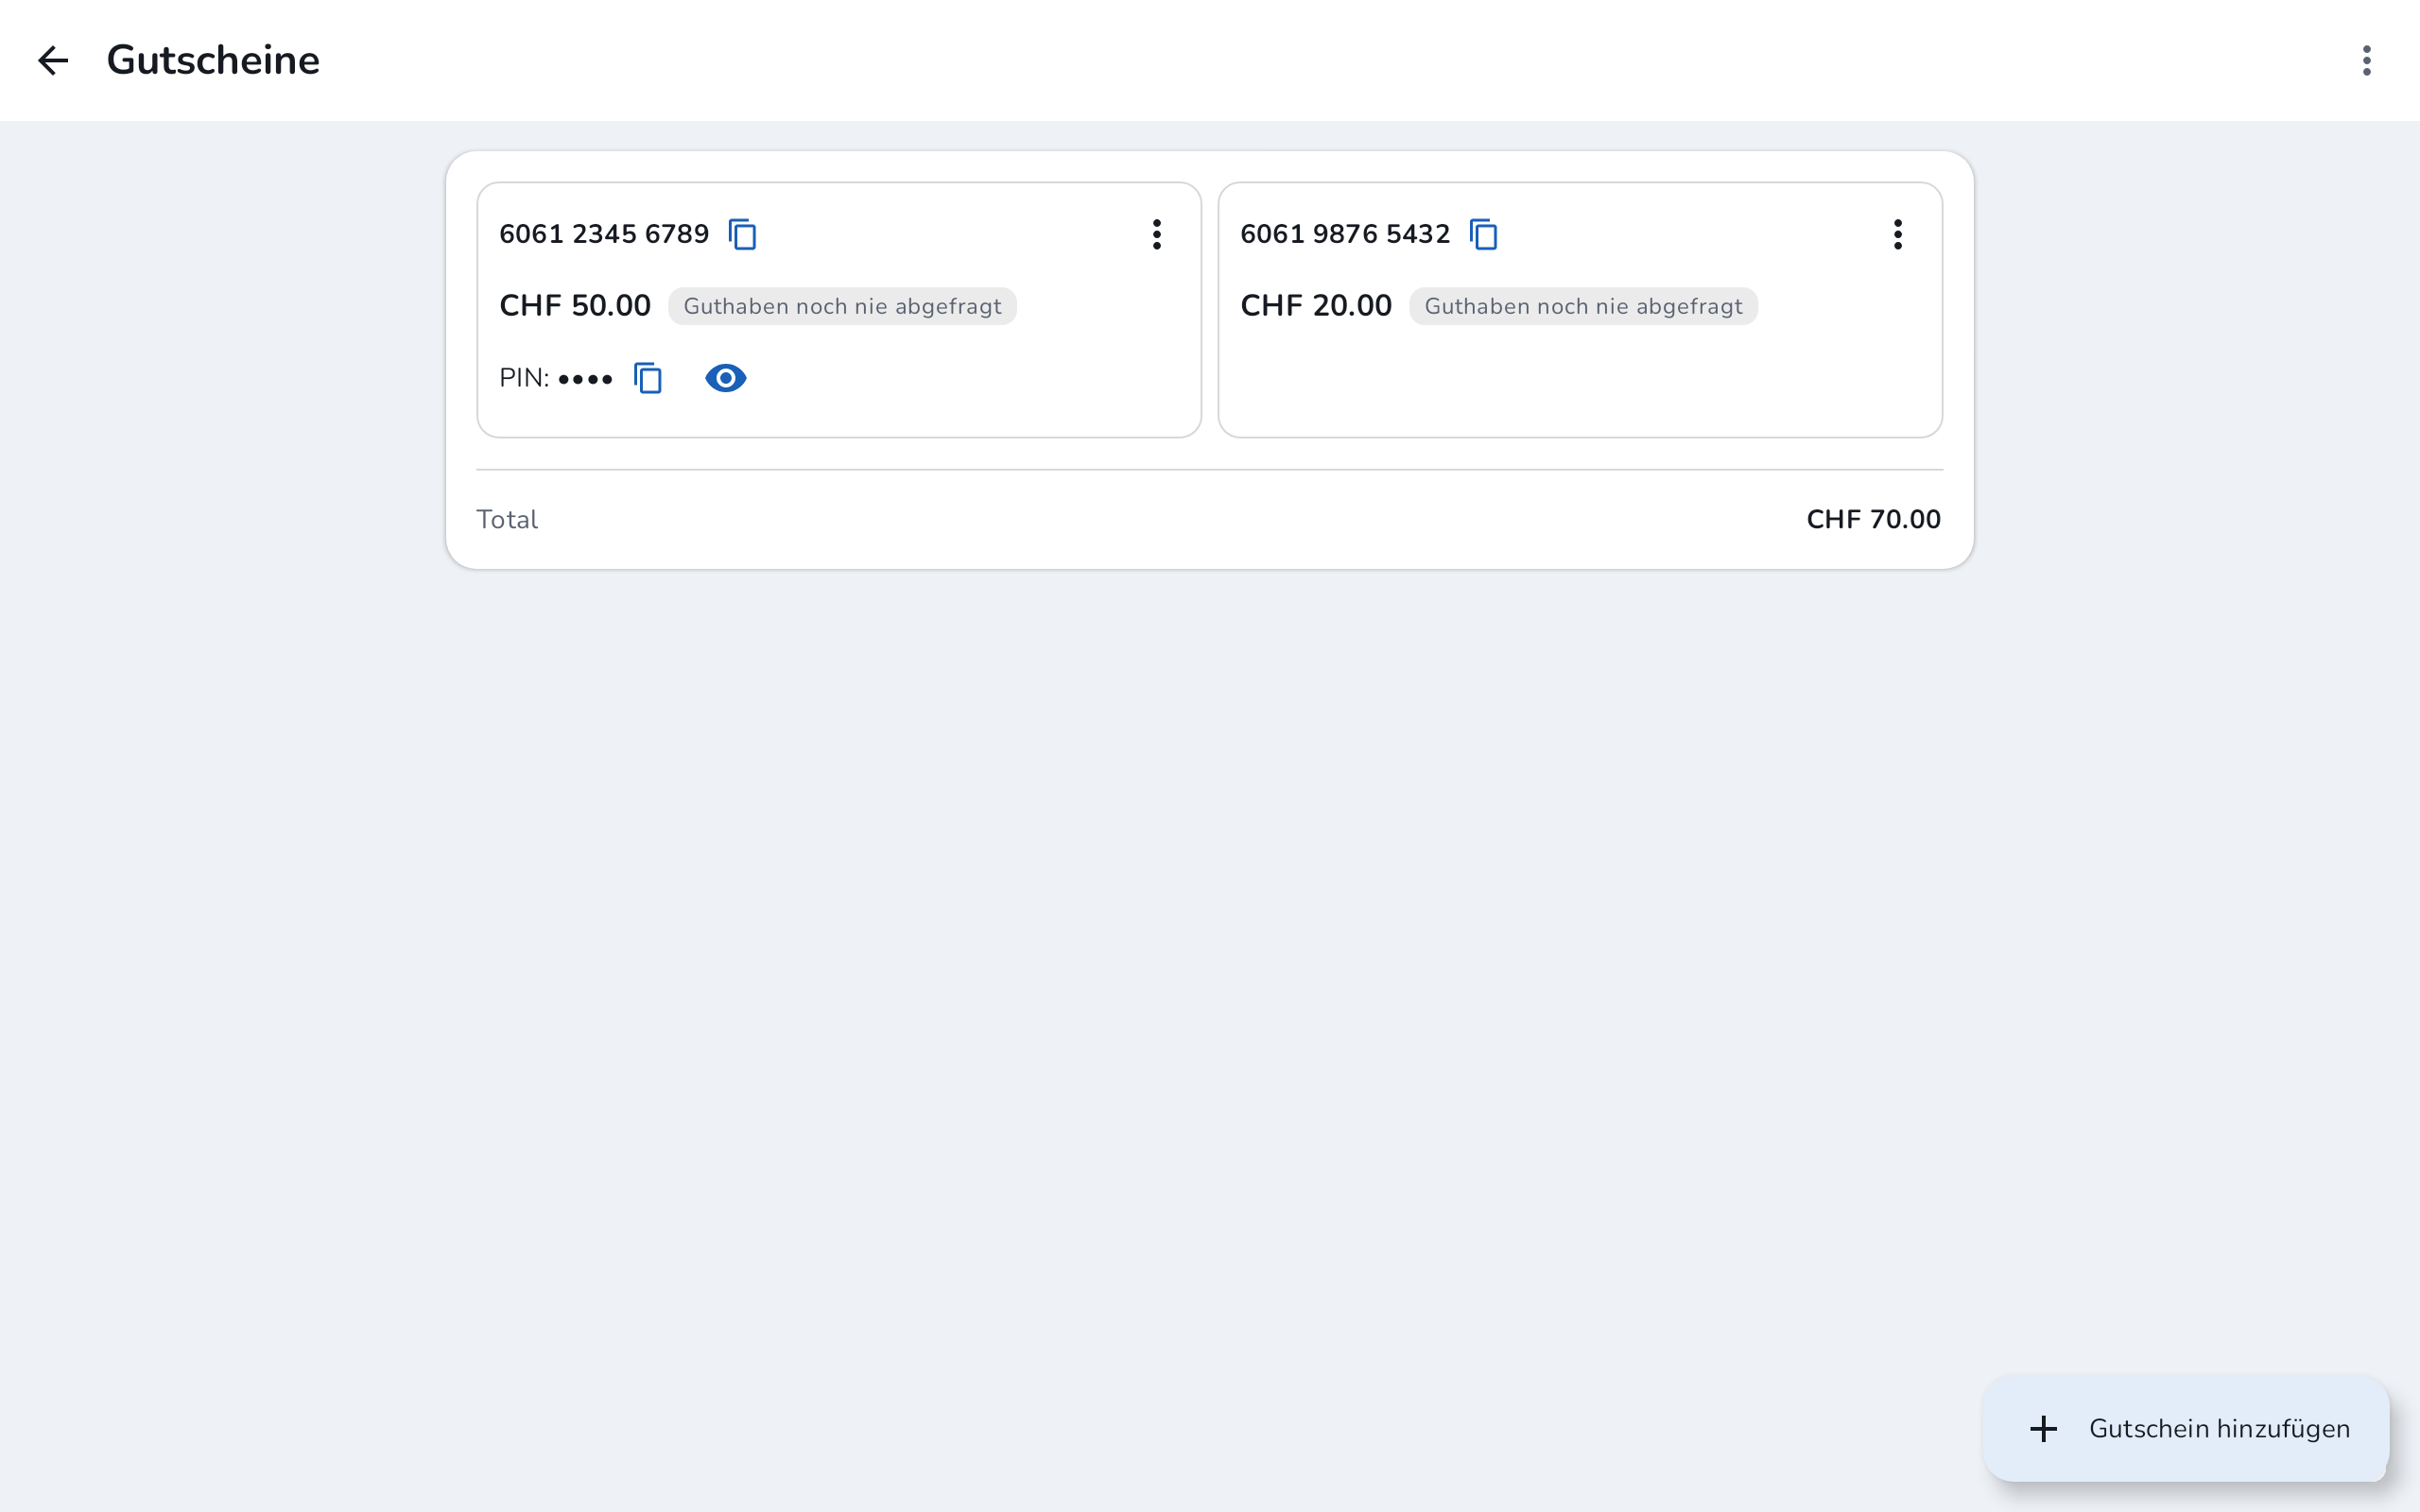 Gutscheine
6061 2345 6789
CHF 50.00 Guthaben noch nie abgefragt
PIN: ••••
6061 9876 5432
CHF 20.00 Guthaben noch nie abgefragt
Total CHF 70.00
Gutschein hinzufügen